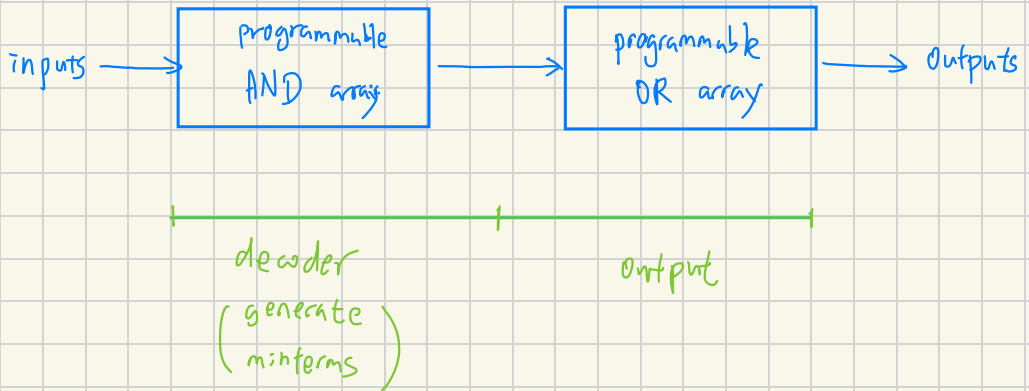 inputs
programmable
AND array
programmable
OR array
Outputs
decoder
(generate
minterms)
Output